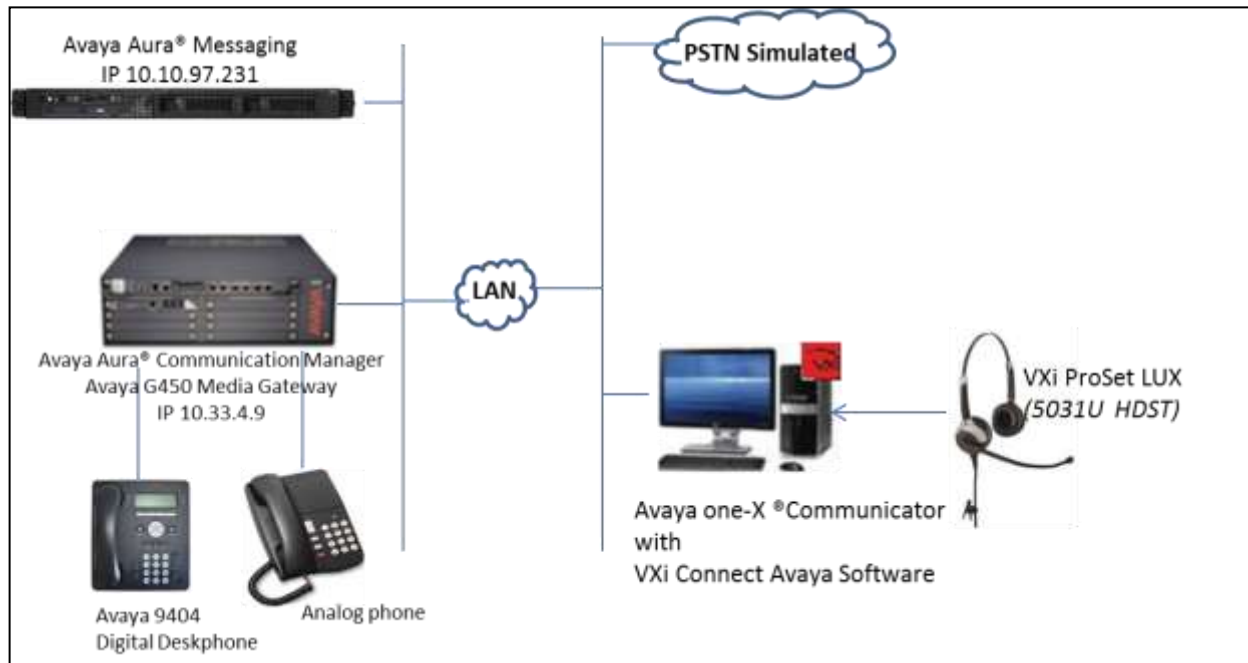 Avaya Aura® Messaging
IP 10.10.97.231
PSTN Simulated
LAN
Avaya Aura® Communication Manager
Avaya G450 Media Gateway
IP 10.33.4.9
VXi ProSet LUX
(5031U HDST)
Avaya one-X ®Communicator
with
VXi Connect Avaya Software
Avaya 9404
Digital Deskphone
Analog phone